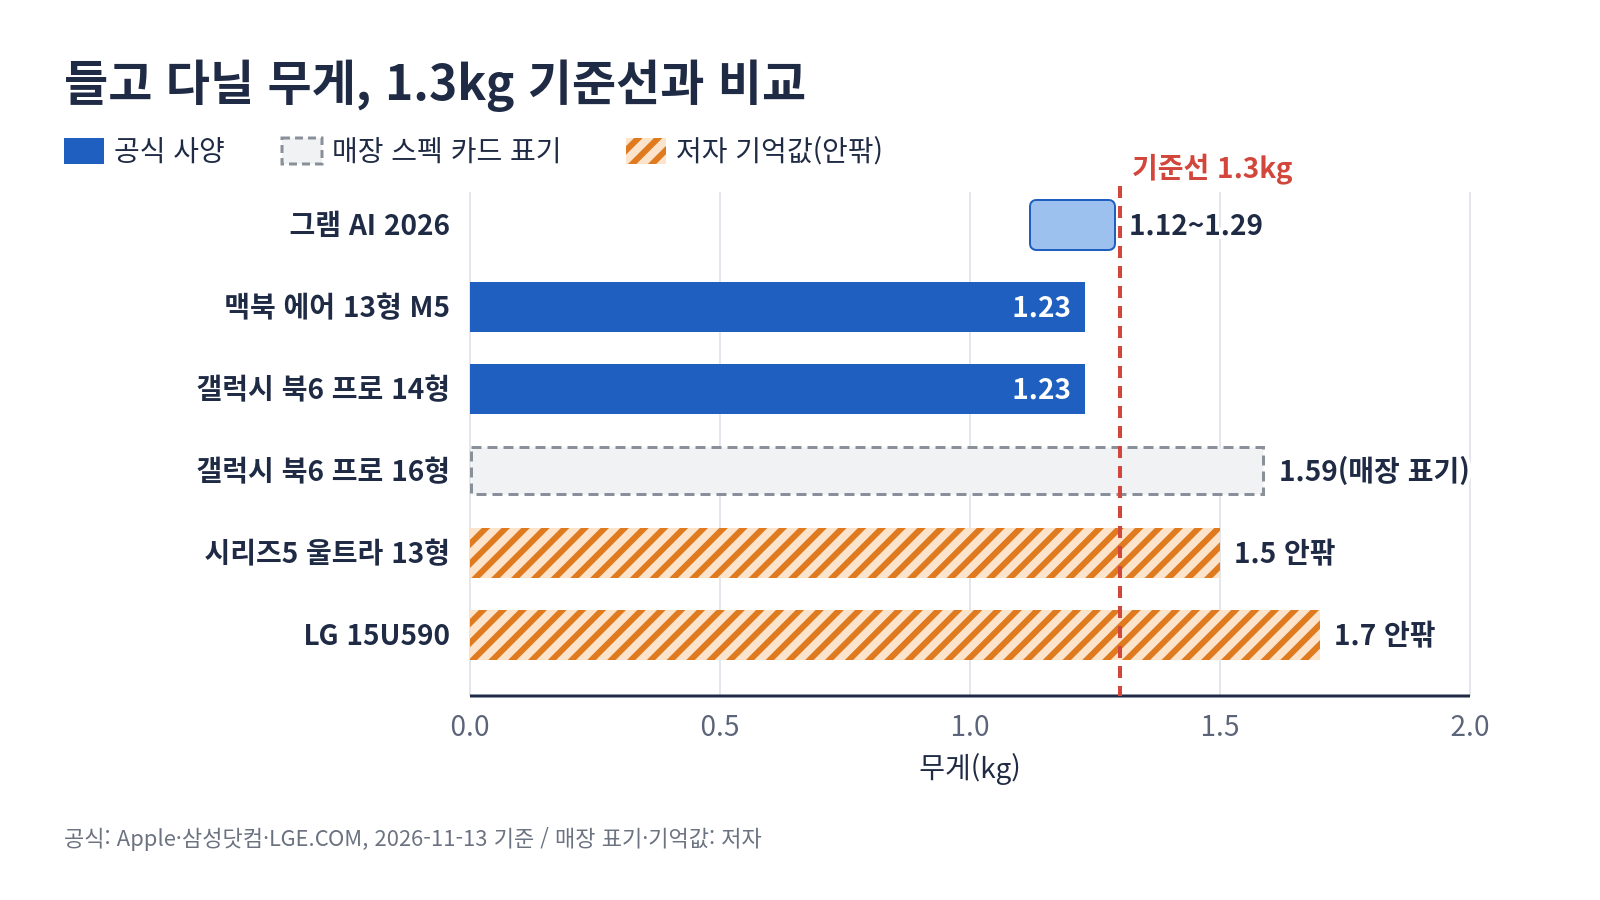 들고 다닐 무게, 1.3kg 기준선과 비교
공식 사양
매장 스펙 카드 표기
저자 기억값(안팎)
기준선 1.3kg
그램 AI 2026
1.12~1.29
맥북 에어 13형 M5
1.23
갤럭시 북6 프로 14형
1.23
갤럭시 북6 프로 16형
1.59(매장 표기)
시리즈5 울트라 13형
1.5 안팎
LG 15U590
1.7 안팎
0.0 0.5 1.0 1.5 2.0
무게(kg)
공식: Apple·삼성닷컴·LGE.COM, 2026-11-13 기준 / 매장 표기·기억값: 저자